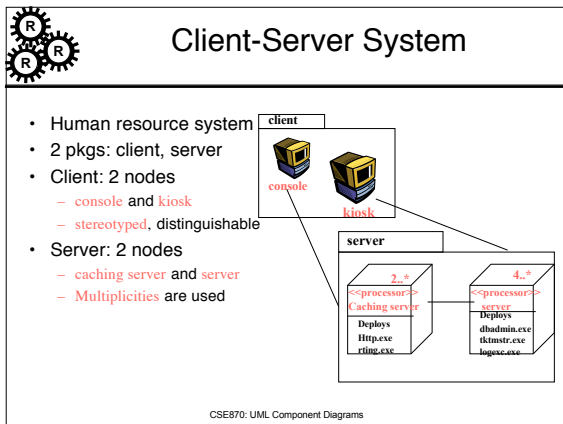 R
R
R
Client-Server System
• Human resource system
• 2 pkgs: client, server
• Client: 2 nodes
– console and kiosk
– stereotyped, distinguishable
• Server: 2 nodes
– caching server and server
– Multiplicities are used
client
console
kiosk
server
2..*
<<processor>>
Caching server
Deploys
Http.exe
rting.exe
4..*
<<processor>>
server
Deploys
dbadmin.exe
tktmstr.exe
logexc.exe
CSE870: UML Component Diagrams